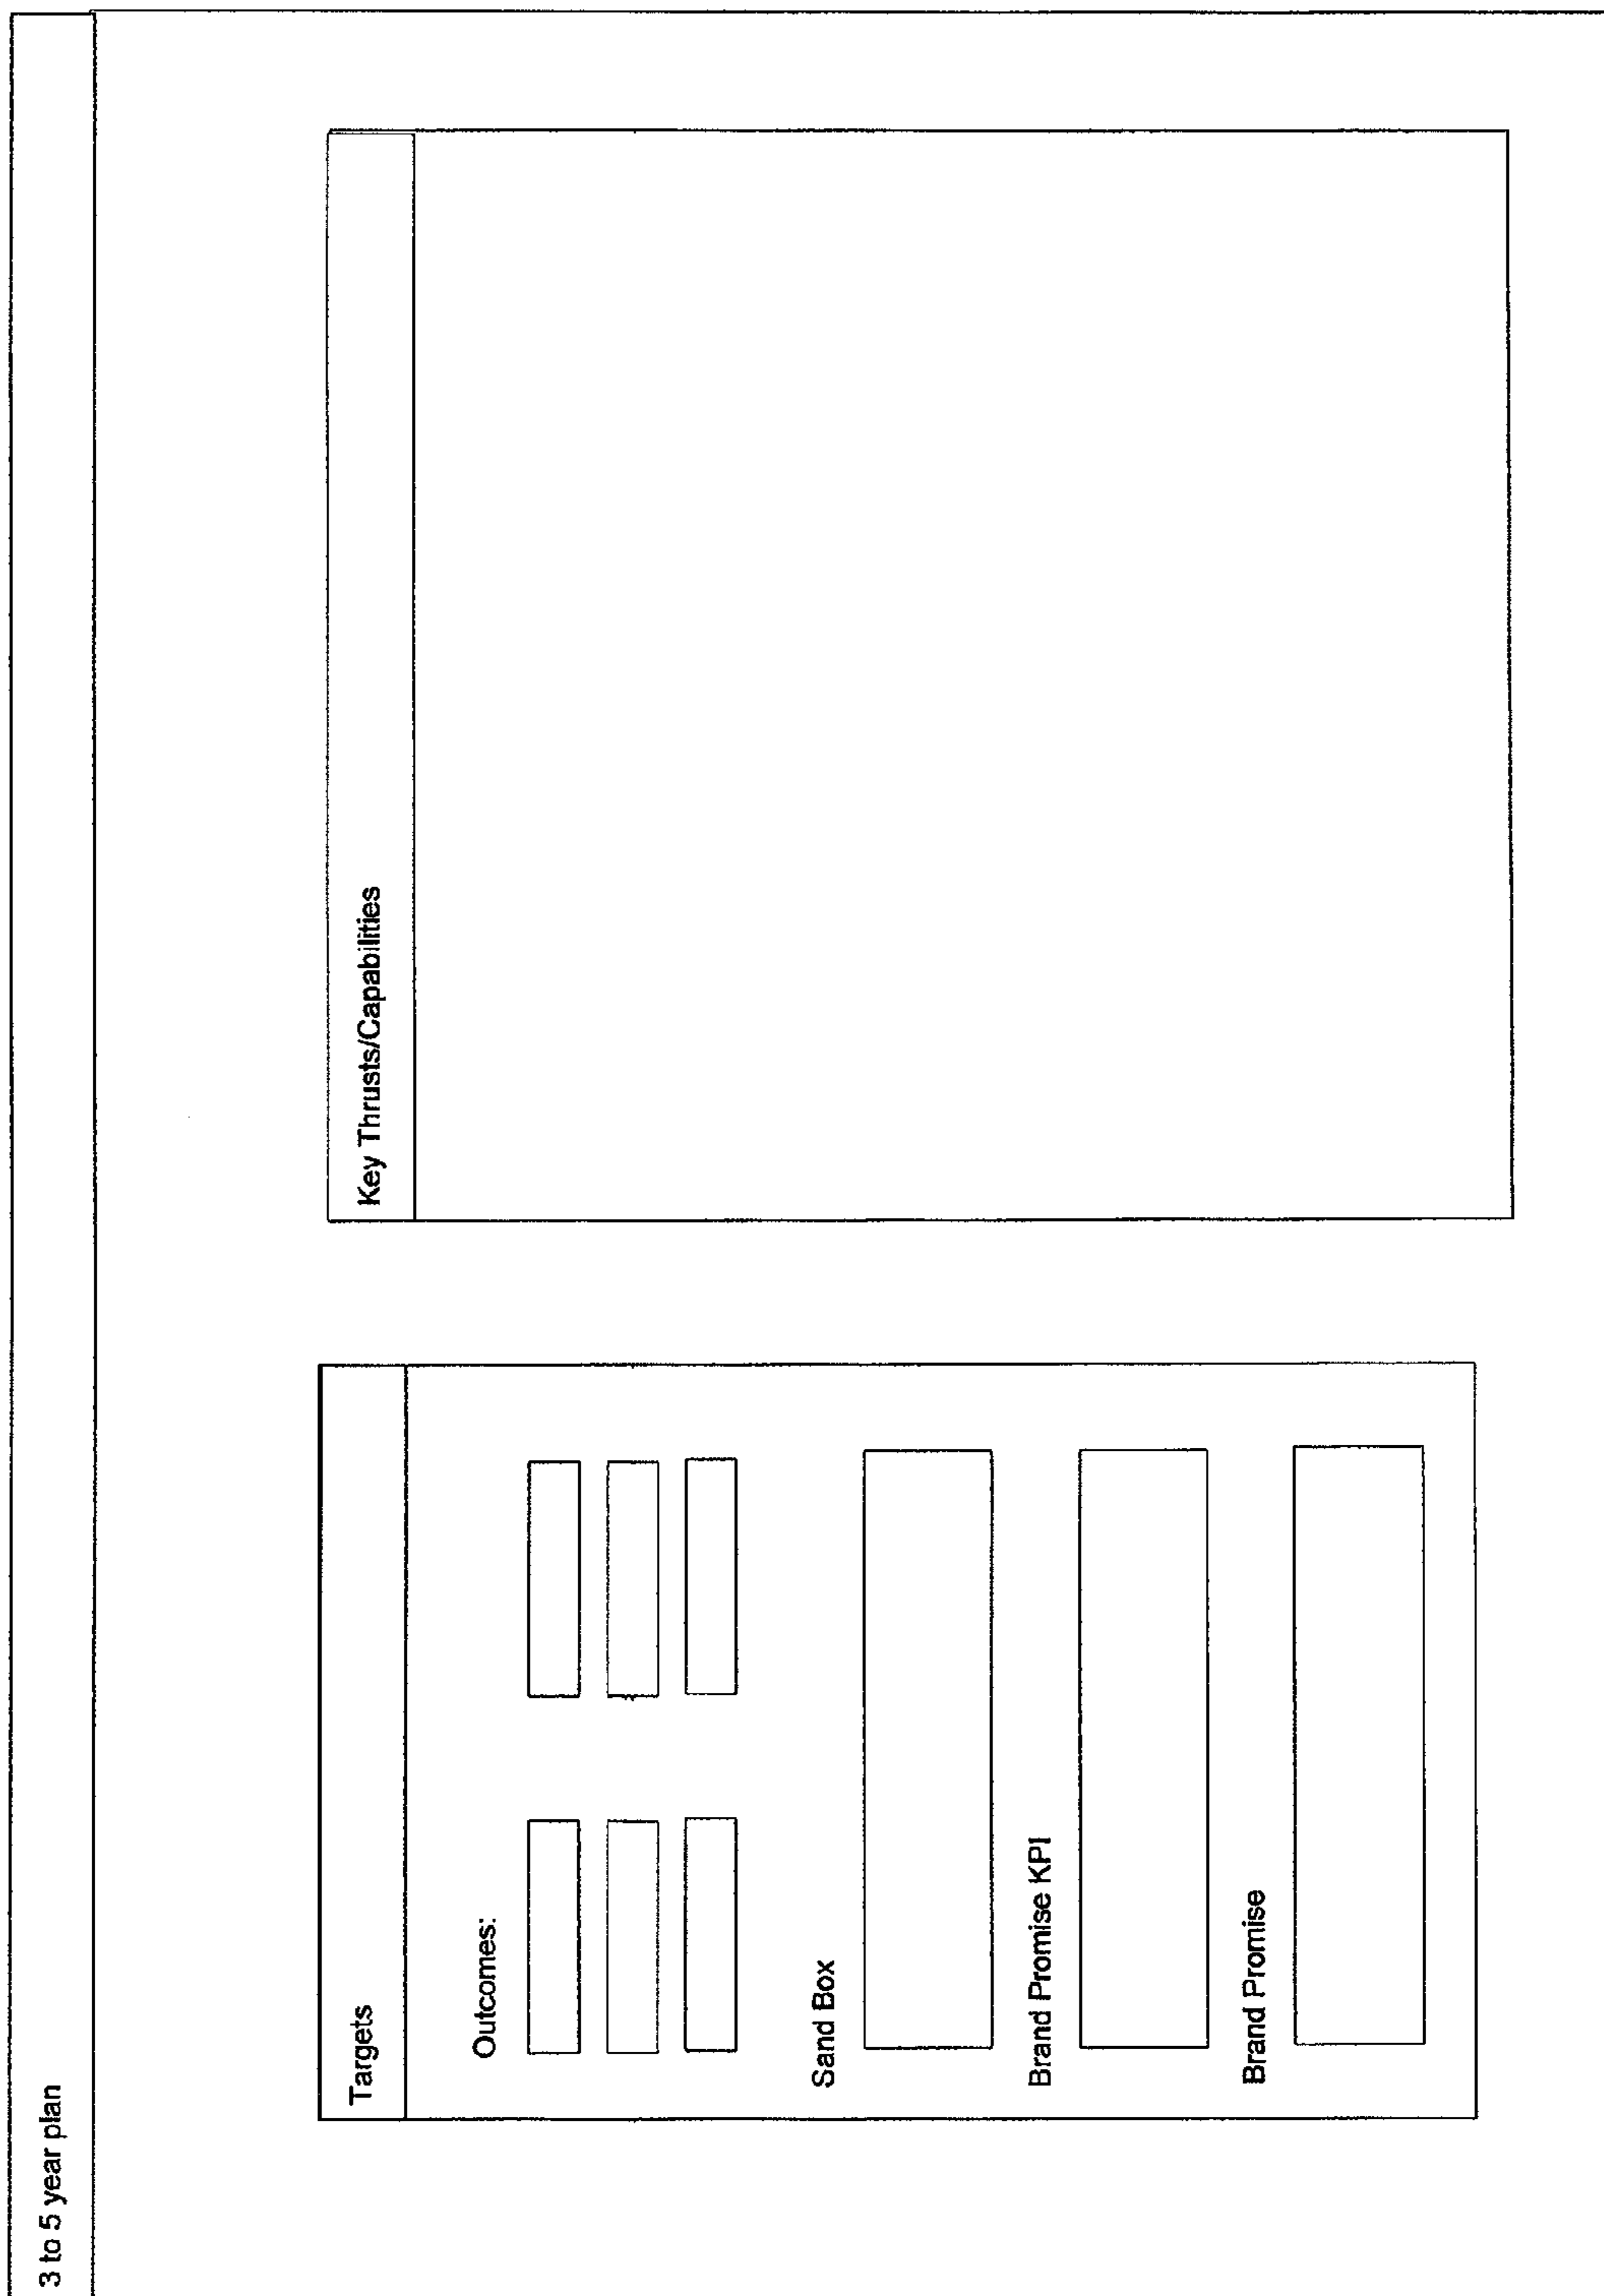 3 to 5 year plan
Targets
Outcomes:
Sand Box
Brand Promise KPI
Brand Promise
Key Thrusts/Capabilities